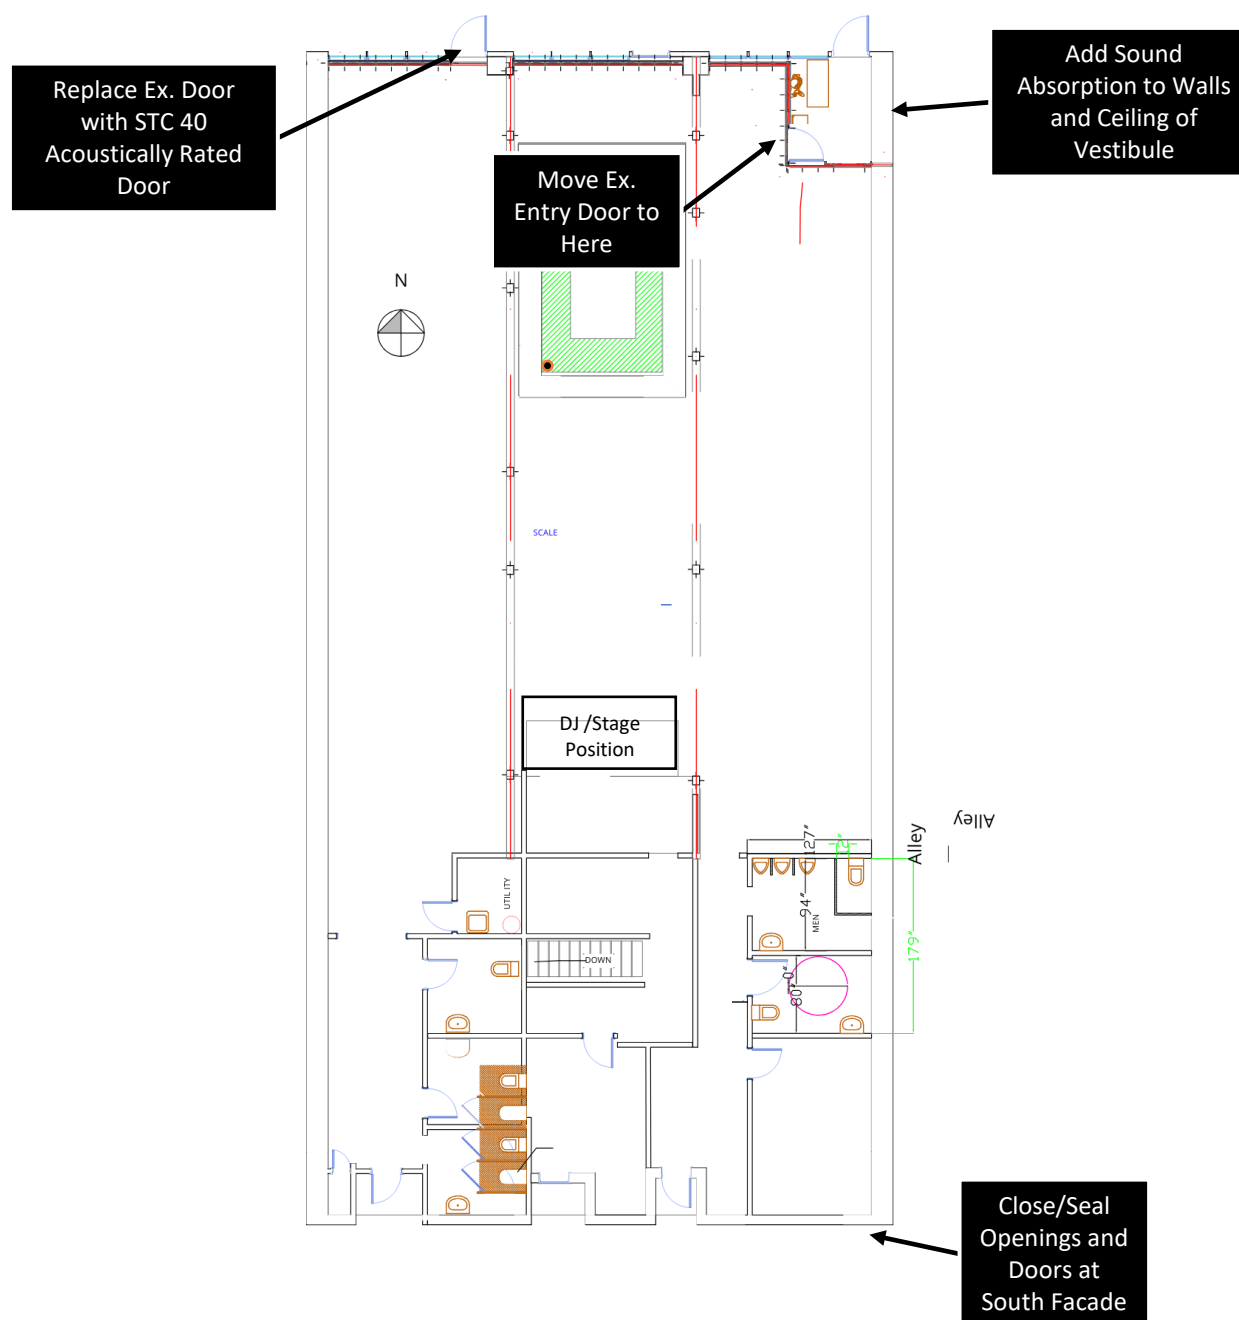 Replace Ex. Door
with STC 40
Acoustically Rated
Door
Add Sound
Absorption to Walls
and Ceiling of
Vestibule
Move Ex.
Entry Door to
Here
N
SCALE
DJ /Stage
Position
Alley
Alley
127"
12"
94"
MEN
179"
UTILITY
DOWN
80"
Close/Seal
Openings and
Doors at
South Facade